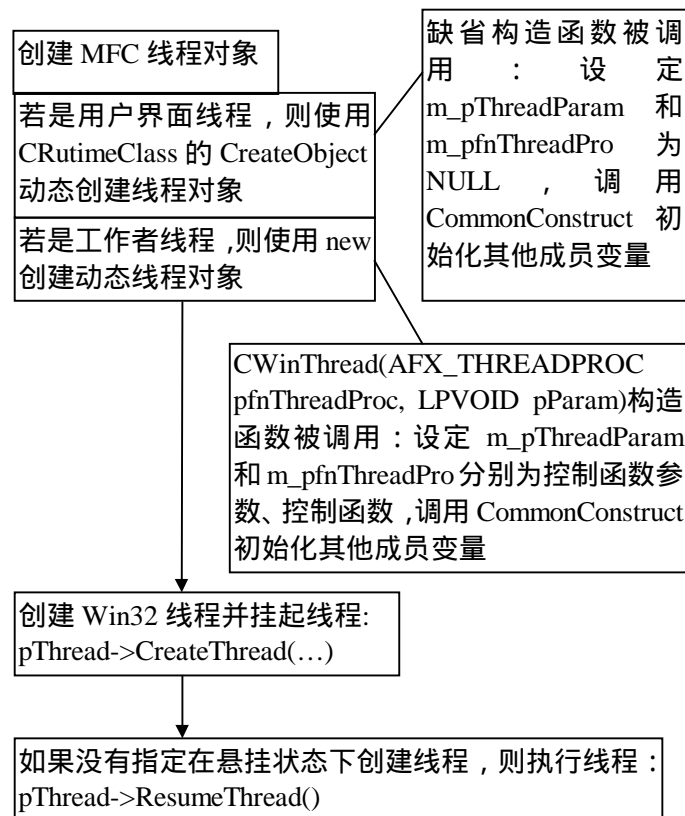 创建 MFC 线程对象
若是用户界面线程，则使用
CRutimeClass 的 CreateObject
动态创建线程对象
若是工作者线程,则使用 new
创建动态线程对象
缺省构造函数被调
用：设定
m_pThreadParam 和
m_pfnThreadPro 为
NULL，调用
CommonConstruct 初
始化其他成员变量
CWinThread(AFX_THREADPROC
pfnThreadProc, LPVOID pParam)构造
函数被调用：设定 m_pThreadParam
和 m_pfnThreadPro 分别为控制函数参
数、控制函数,调用 CommonConstruct
初始化其他成员变量
创建 Win32 线程并挂起线程:
pThread->CreateThread(…)
如果没有指定在悬挂状态下创建线程，则执行线程：
pThread->ResumeThread()